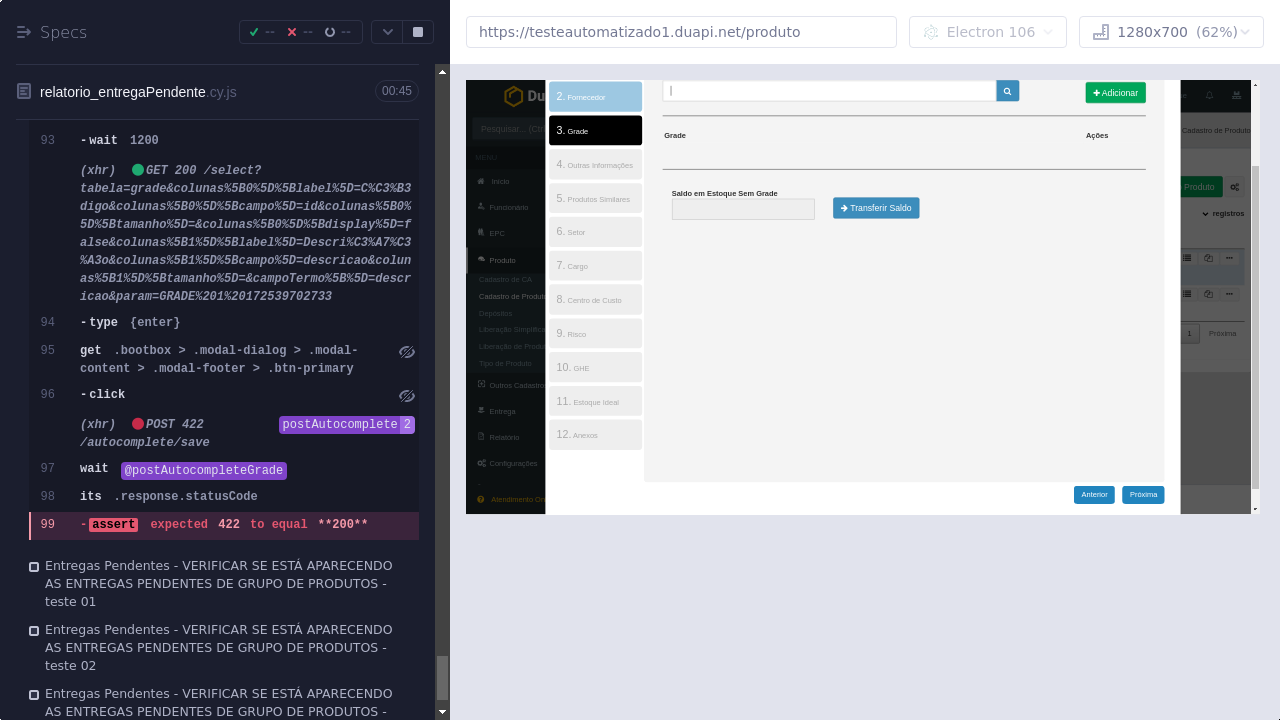 Specs
-- -- --
https://testeautomatizado1.duapi.net/produto
Electron 106
1280x700 (62%)
relatorio_entregaPendente.cy.js
00:45
93 -wait 1200
(xhr) GET 200 /select?
tabela=grade&colunas%5B0%5D%5Blabel%5D=C%C3%B3
digo&colunas%5B0%5D%5Bcampo%5D=id&colunas%5B0%
5D%5Btamanho%5D=&colunas%5B0%5D%5Bdisplay%5D=f
alse&colunas%5B1%5D%5Blabel%5D=Descri%C3%A7%C3
%A3o&colunas%5B1%5D%5Bcampo%5D=descricao&colun
as%5B1%5D%5Btamanho%5D=&campoTermo%5B%5D=descr
icao&param=GRADE%201%20172539702733
94 -type {enter}
95 get .bootbox > .modal-dialog > .modal-
content > .modal-footer > .btn-primary
96 -click
(xhr) POST 422 postAutocomplete 2
/autocomplete/save
97 wait @postAutocompleteGrade
98 its .response.statusCode
99 -assert expected 422 to equal **200**
Entregas Pendentes - VERIFICAR SE ESTÁ APARECENDO
AS ENTREGAS PENDENTES DE GRUPO DE PRODUTOS -
teste 01
Entregas Pendentes - VERIFICAR SE ESTÁ APARECENDO
AS ENTREGAS PENDENTES DE GRUPO DE PRODUTOS -
teste 02
Entregas Pendentes - VERIFICAR SE ESTÁ APARECENDO
AS ENTREGAS PENDENTES DE GRUPO DE PRODUTOS -
Du
Pesquisar... (Ctrl
MENU
Início
Funcionário
EPC
Produto
Cadastro de CA
Cadastro de Produto
Depósitos
Liberação Simplifica
Liberação de Produt
Tipo de Produto
Outros Cadastros
Entrega
Relatório
Configurações
Atendimento On
2. Fornecedor
3. Grade
4. Outras Informações
5. Produtos Similares
6. Setor
7. Cargo
8. Centro de Custo
9. Risco
10. GHE
11. Estoque Ideal
12. Anexos
Adicionar
Grade Ações
Saldo em Estoque Sem Grade
Transferir Saldo
Anterior Próxima
Cadastro de Produto
Produto
registros
1 Próxima